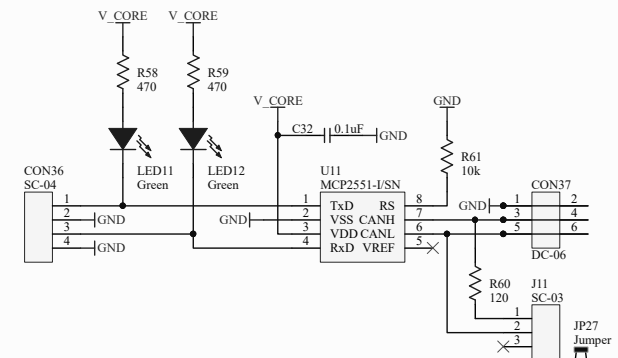 V_CORE V_CORE
R58 R59
470 470
V_CORE GND
C32 0.1uF GND
LED11 LED12
Green Green
R61
10k
CON36
SC-04
U11
MCP2551-I/SN
CON37
1 1 TxD RS 8 GND 1 2
2 GND GND 2 VSS CANH 7 3 4
3 3 VDD CANL 6 5 6
4 GND 4 RxD VREF 5
DC-06
R60
120
J11
SC-03
1
2
3
JP27
Jumper